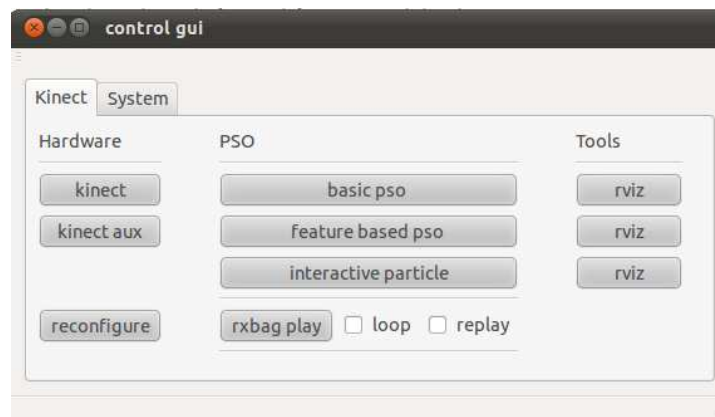 control gui
Kinect System
Hardware PSO Tools
kinect basic pso rviz
kinect aux feature based pso rviz
interactive particle rviz
reconfigure rxbag play loop replay